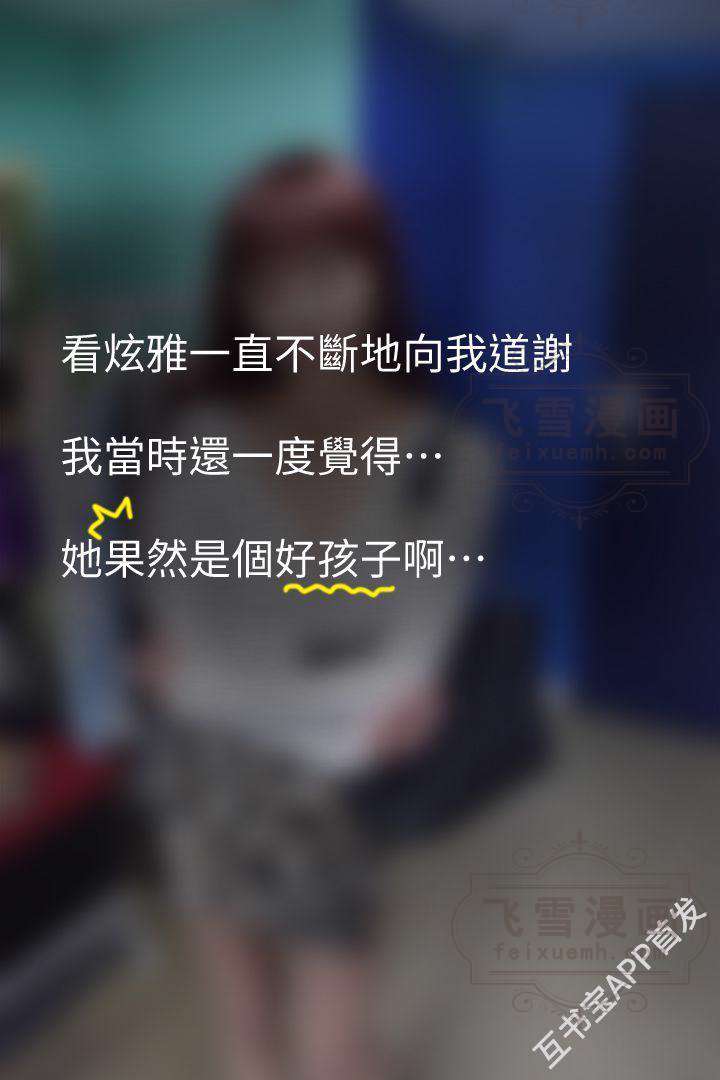 看炫雅一直不斷地向我道謝
飞雪漫画
feixuemh.com
我當時還一度覺得…
她果然是個好孩子啊…
飞雪漫画
feixuemh.com
互书宝APP首发